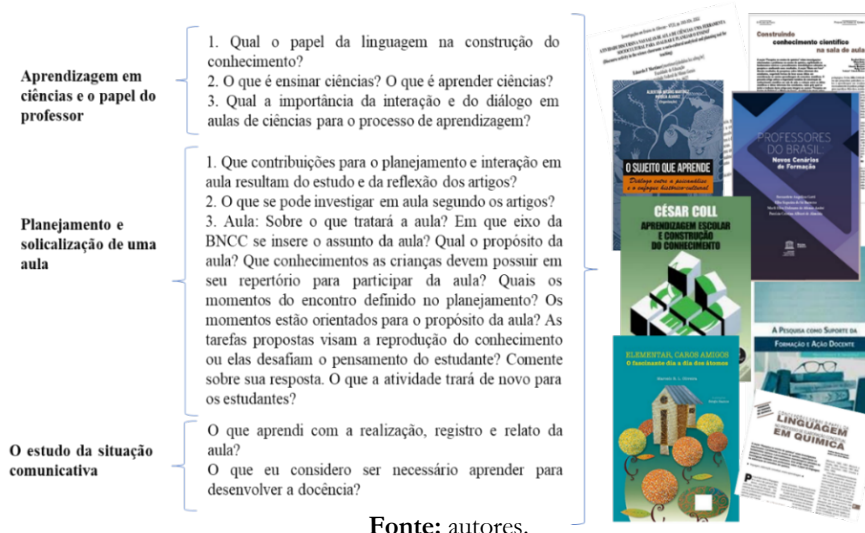 Aprendizagem em
ciências e o papel do
professor
1. Qual o papel da linguagem na construção do
conhecimento?
2. O que é ensinar ciências? O que é aprender ciências?
3. Qual a importância da interação e do diálogo em
aulas de ciências para o processo de aprendizagem?
Planejamento e
solicalização de uma
aula
1. Que contribuições para o planejamento e interação em
aula resultam do estudo e da reflexão dos artigos?
2. O que se pode investigar em aula segundo os artigos?
3. Aula: Sobre o que tratará a aula? Em que eixo da
BNCC se insere o assunto da aula? Qual o propósito da
aula? Que conhecimentos as crianças devem possuir em
seu repertório para participar da aula? Quais os
momentos do encontro definido no planejamento? Os
momentos estão orientados para o propósito da aula? As
tarefas propostas visam a reprodução do conhecimento
ou elas desafiam o pensamento do estudante? Comente
sobre sua resposta. O que a atividade trará de novo para
os estudantes?
O estudo da situação
comunicativa
O que aprendi com a realização, registro e relato da
aula?
O que eu considero ser necessário aprender para
desenvolver a docência?
Construindo
conhecimento científico
na sala de aula
O SUJEITO QUE APRENDE
Diálogo entre a psicanálise
e o enfoque histórico-cultural
PROFESSORES
DO BRASIL:
Novos Cenários
de Formação
CÉSAR COLL
APRENDIZAGEM ESCOLAR
E CONSTRUÇÃO
DO CONHECIMENTO
A PESQUISA COMO SUPORTE DA
FORMAÇÃO E AÇÃO DOCENTE
ELEMENTAR, CAROS AMIGOS
O fascinante dia a dia dos átomos
LINGUAGEM
EM QUÍMICA
Fonte: autores.